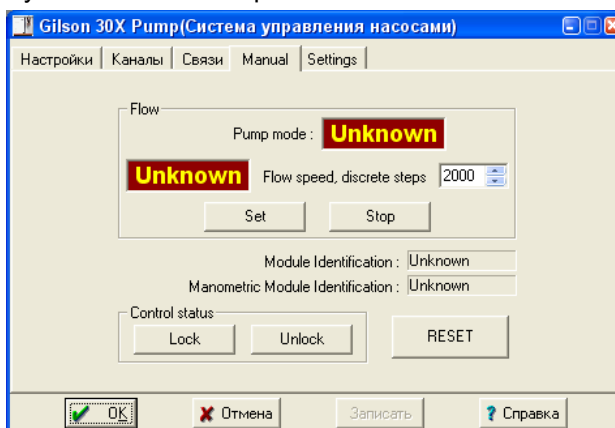 Gilson 30X Pump(Система управления насосами)
Настройки Каналы Связи Manual Settings
Flow
Pump mode : Unknown
Unknown Flow speed, discrete steps 2000
Set Stop
Module Identification : Unknown
Manometric Module Identification : Unknown
Control status
Lock Unlock RESET
OK Отмена Записать ? Справка